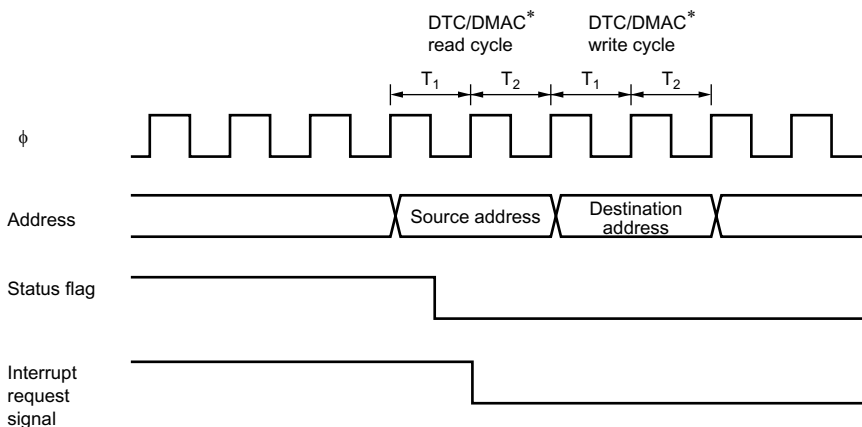 DTC/DMAC* DTC/DMAC*
read cycle write cycle
T1 T2 T1 T2
ϕ
Address
Source address
Destination
address
Status flag
Interrupt
request
signal